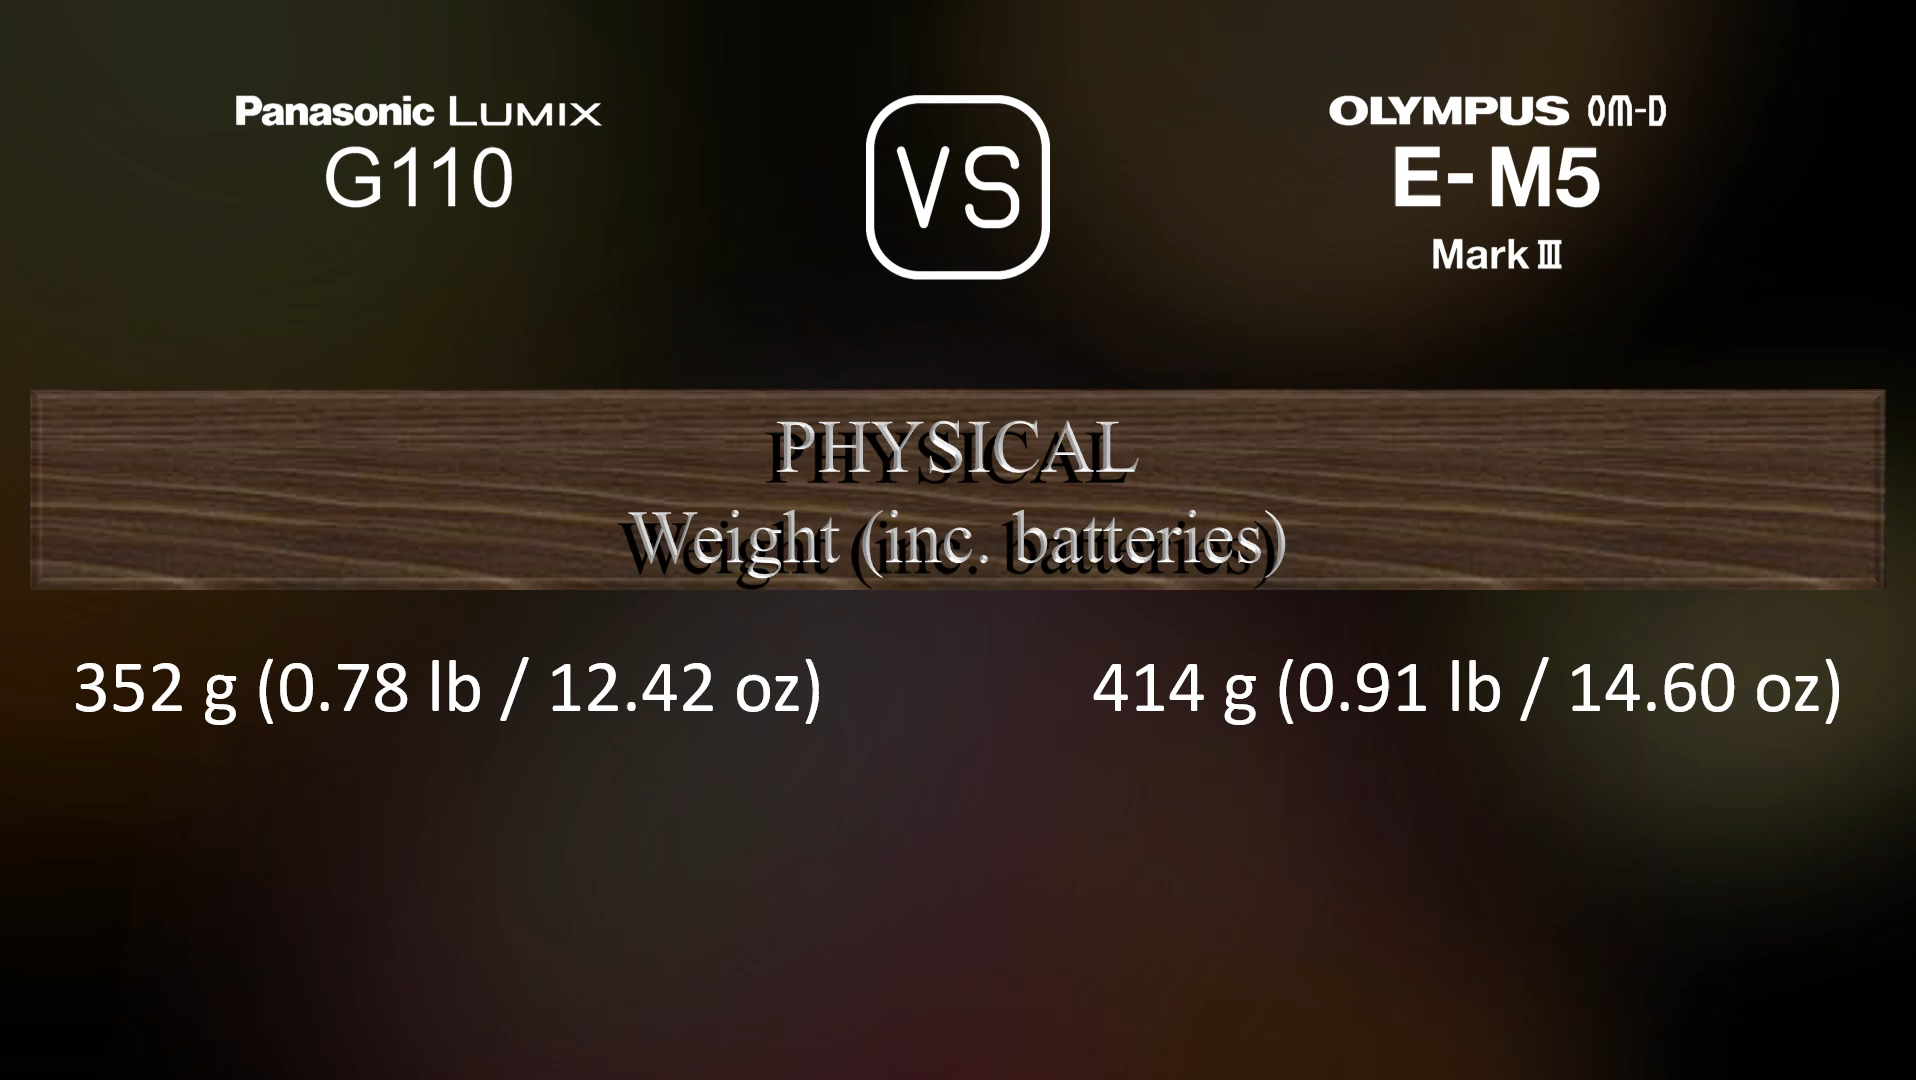 Panasonic LUMIX
G110
VS
OLYMPUS OM-D
E-M5
Mark III
PHYSICAL
Weight (inc. batteries)
352 g (0.78 lb / 12.42 oz)
414 g (0.91 lb / 14.60 oz)